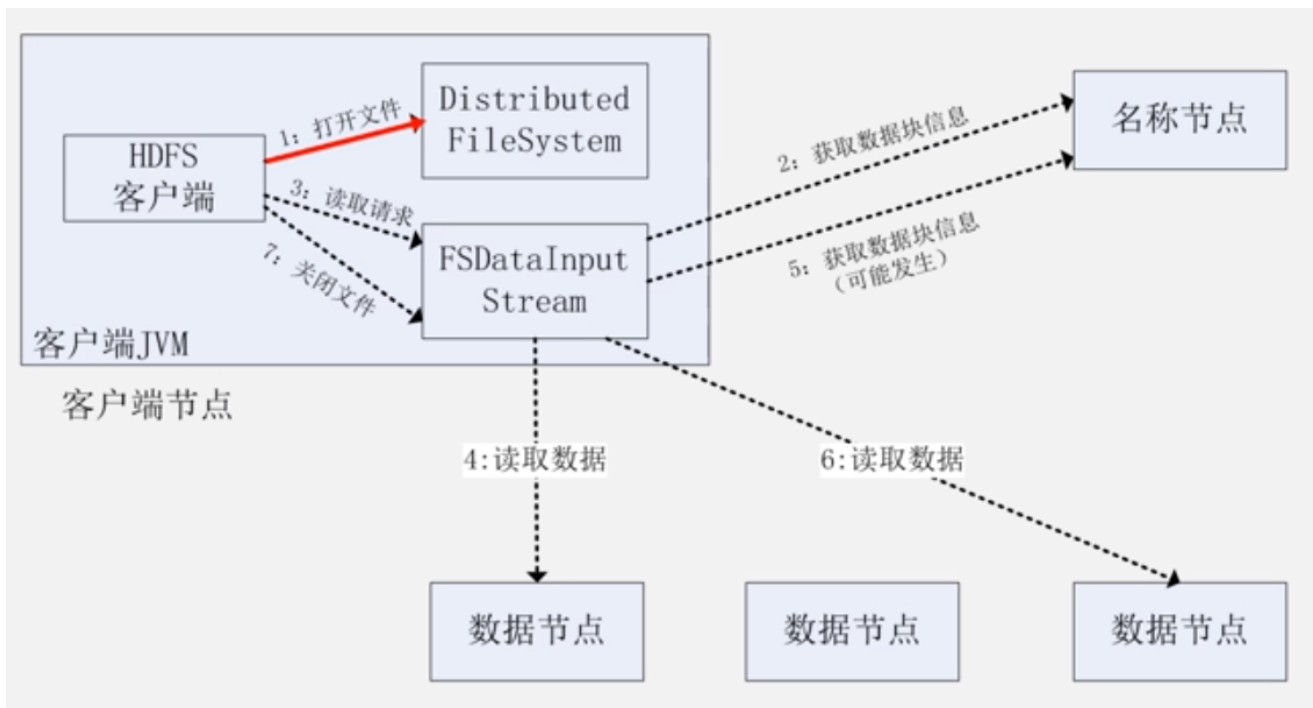 Distributed
FileSystem
1：打开文件
HDFS
客户端
2：获取数据块信息
名称节点
3：读取请求
FSDataInput
Stream
5：获取数据块信息
（可能发生）
7：关闭文件
客户端JVM
客户端节点
4:读取数据
6:读取数据
数据节点
数据节点
数据节点